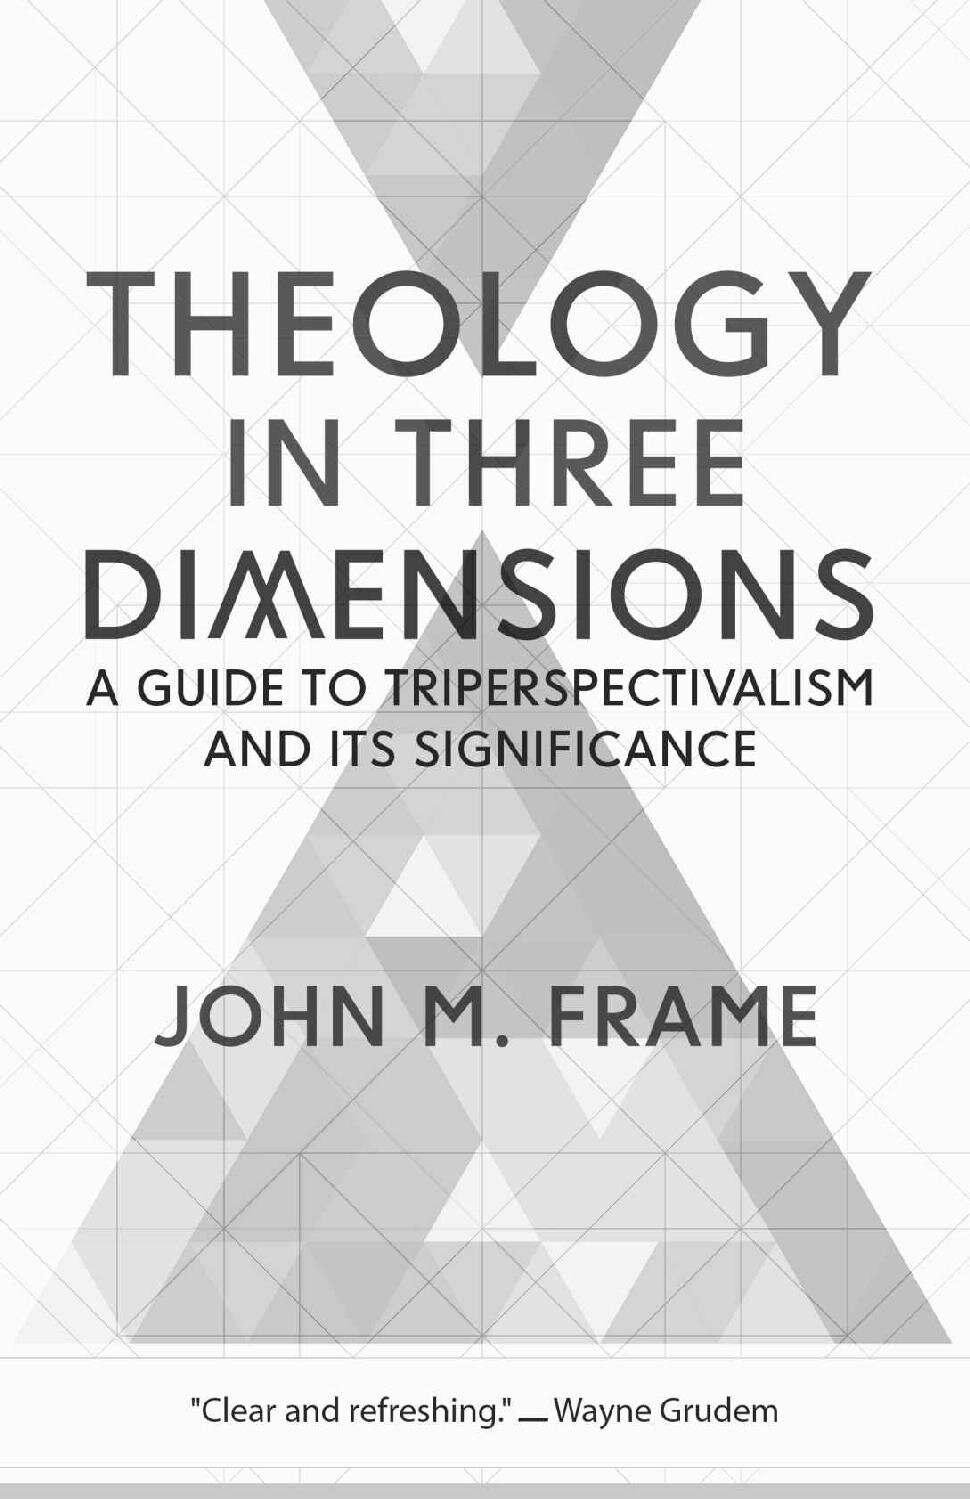 THEOLOGY
IN THREE
DIMENSIONS
A GUIDE TO TRIPERSPECTIVALISM
AND ITS SIGNIFICANCE
JOHN M. FRAME
"Clear and refreshing." — Wayne Grudem